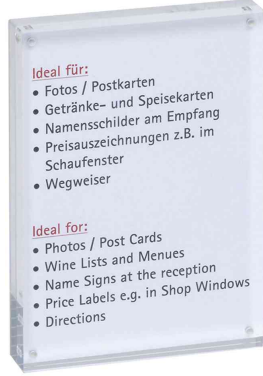 Ideal für:
• Fotos / Postkarten
• Getränke- und Speisekarten
• Namensschilder am Empfang
• Preisauszeichnungen z.B. im
Schaufenster
• Wegweiser
Ideal for:
• Photos / Post Cards
• Wine Lists and Menues
• Name Signs at the reception
• Price Labels e.g. in Shop Windows
• Directions